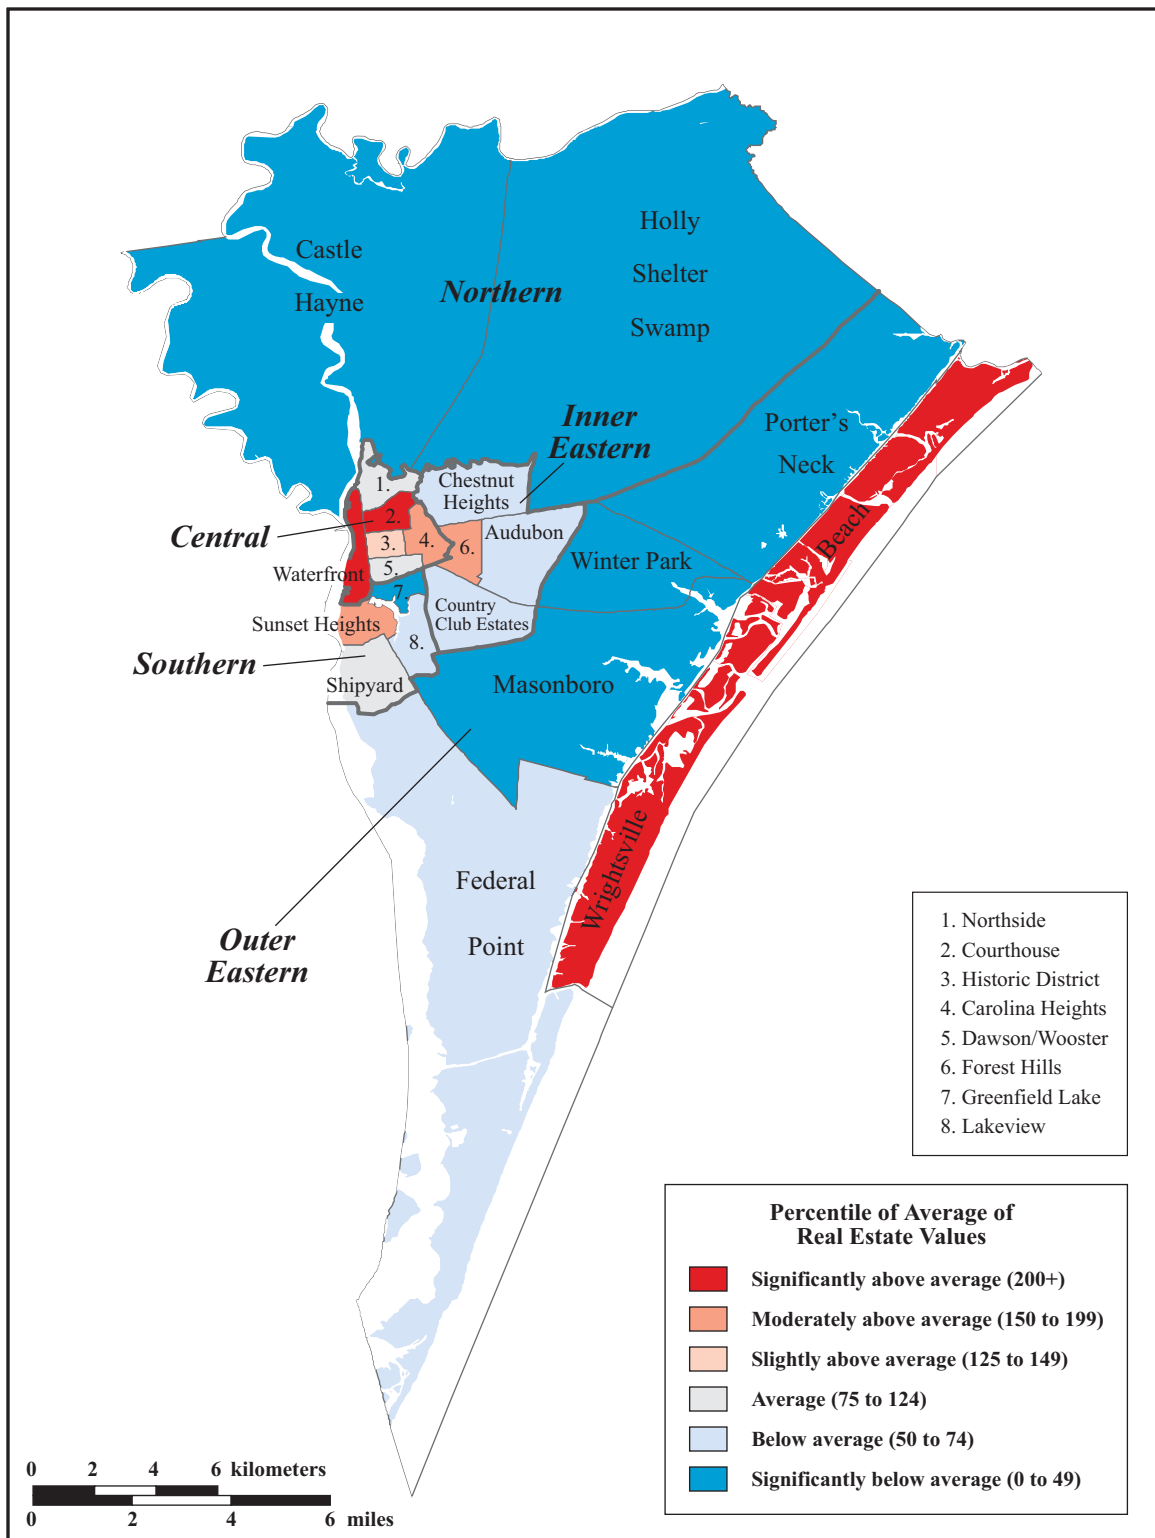 Holly
Shelter
Swamp
Castle
Hayne
Northern
Inner
Eastern
Porter's
Neck
Chestnut
Heights
1.
2.
3.
4.
5.
6.
7.
8.
Audubon
Central
Winter Park
Waterfront
Beach
Country
Club Estates
Sunset Heights
Southern
Shipyard
Masonboro
Wrightsville
Federal
Point
Outer
Eastern
1. Northside
2. Courthouse
3. Historic District
4. Carolina Heights
5. Dawson/Wooster
6. Forest Hills
7. Greenfield Lake
8. Lakeview
Percentile of Average of
Real Estate Values
Significantly above average (200+)
Moderately above average (150 to 199)
Slightly above average (125 to 149)
Average (75 to 124)
Below average (50 to 74)
Significantly below average (0 to 49)
0 2 4 6 kilometers
0 2 4 6 miles